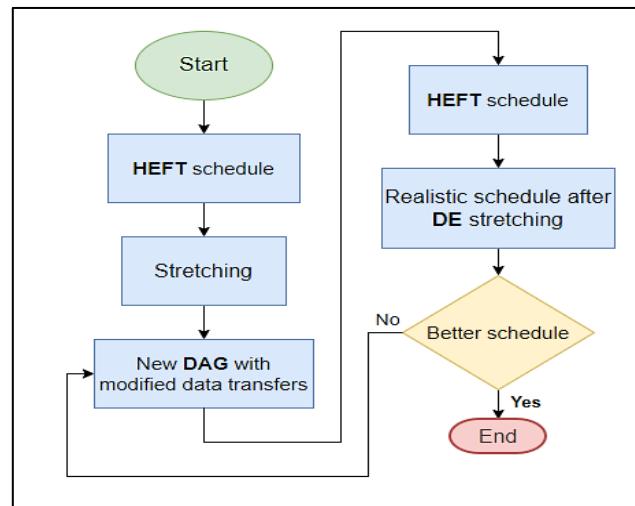 Start
HEFT schedule
Stretching
New DAG with
modified data transfers
HEFT schedule
Realistic schedule after
DE stretching
Better schedule
No
Yes
End